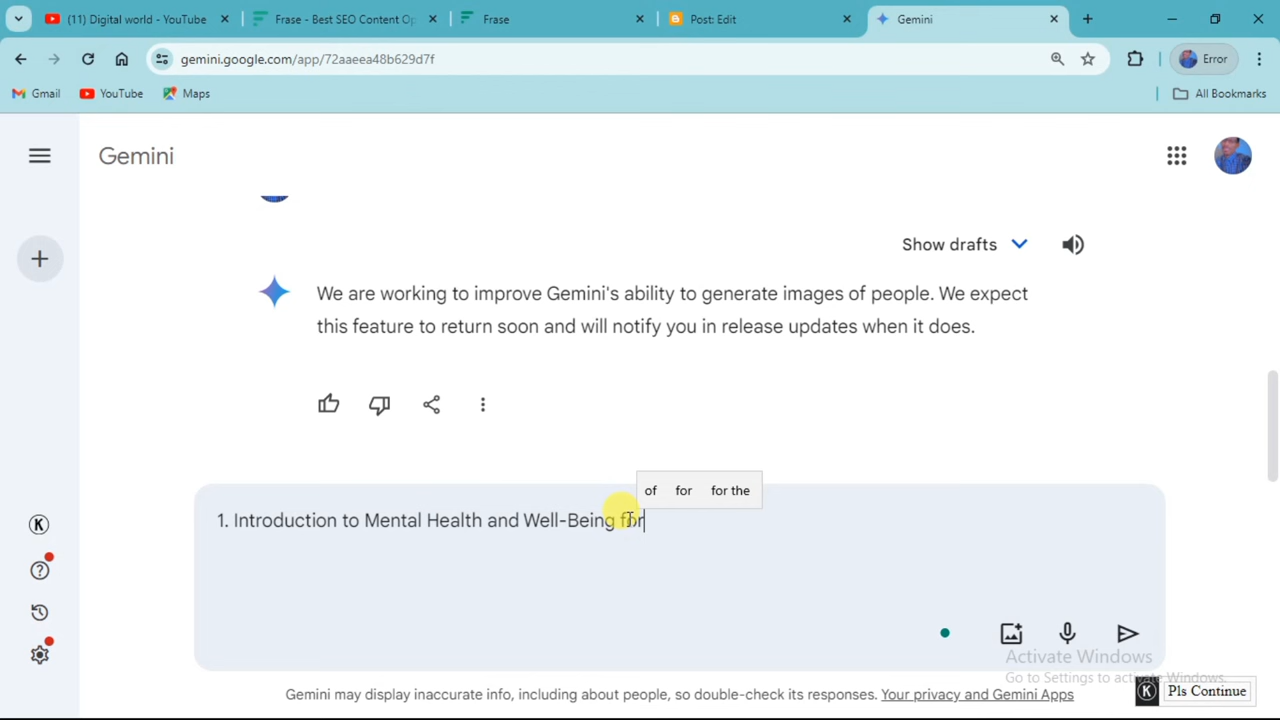 (11) Digital world - YouTube
Frase - Best SEO Content Op
Frase
Post: Edit
Gemini
gemini.google.com/app/72aaeea48b629d7f
Error
Gmail
YouTube
Maps
All Bookmarks
Gemini
Show drafts
We are working to improve Gemini's ability to generate images of people. We expect
this feature to return soon and will notify you in release updates when it does.
of for for the
1. Introduction to Mental Health and Well-Being for
K
Activate Windows
Go to Settings to activate Windows.
Gemini may display inaccurate info, including about people, so double-check its responses. Your privacy and Gemini Apps
K Pls Continue